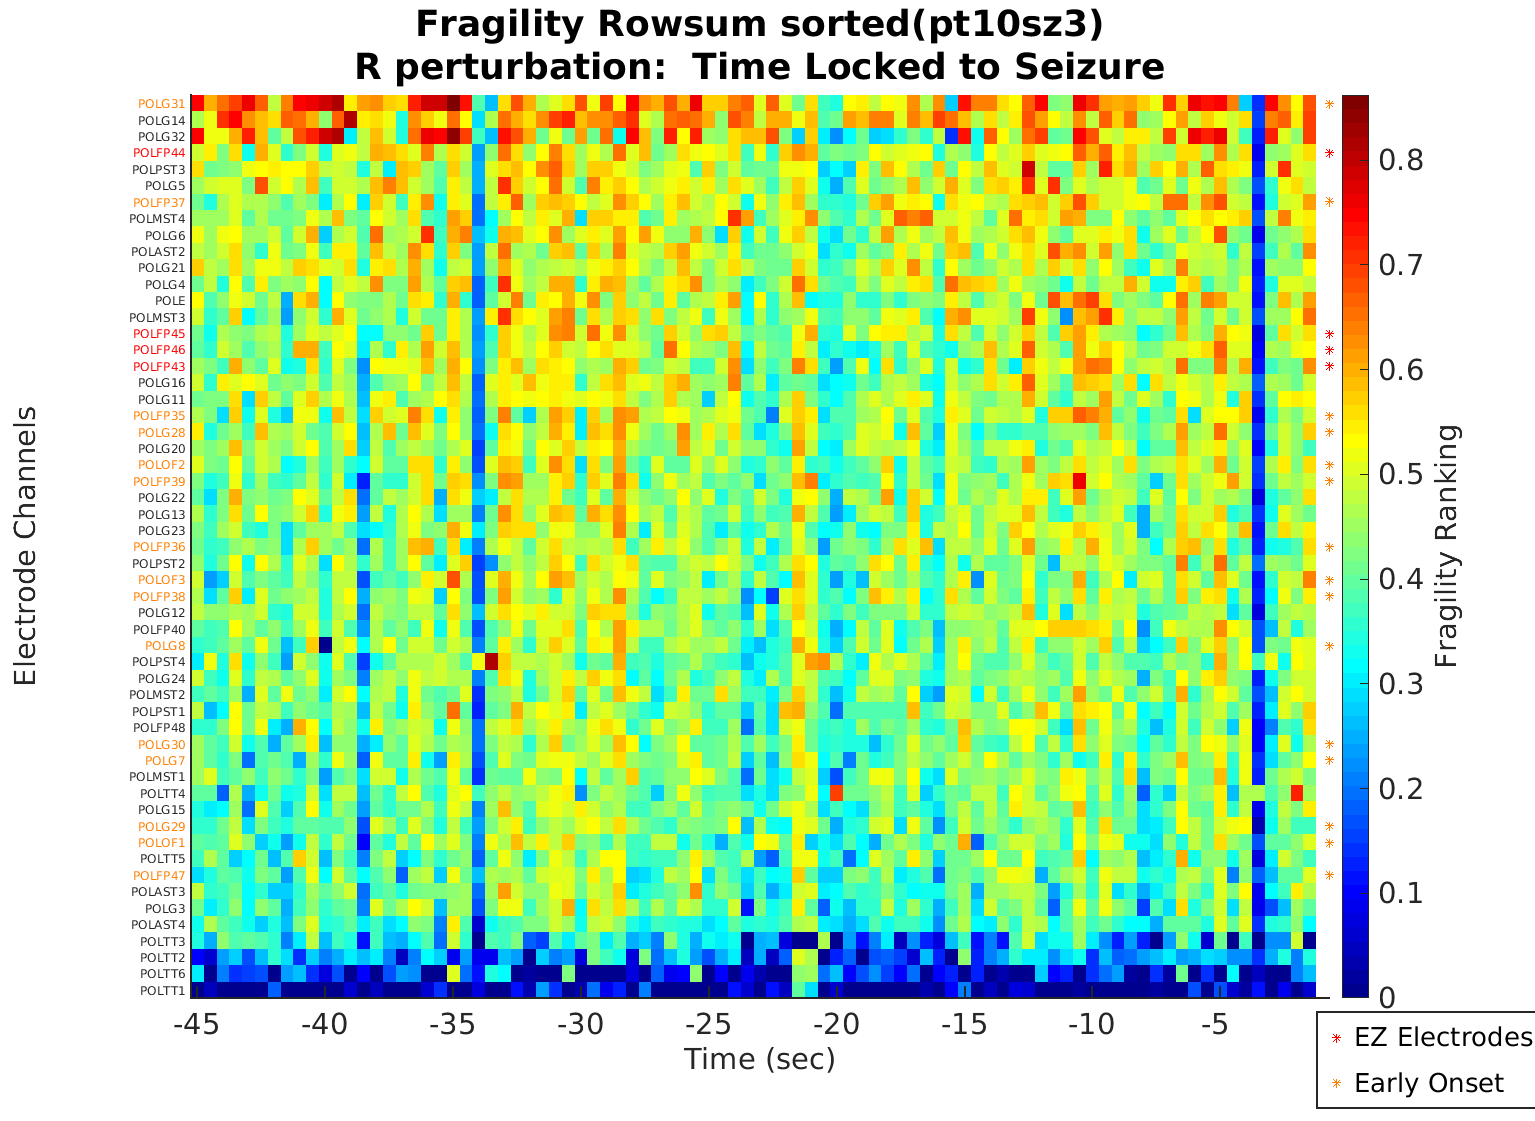 Fragility Rowsum sorted(pt10sz3)
R perturbation:  Time Locked to Seizure
Electrode Channels
POLG31
POLG14
POLG32
POLFP44
POLPST3
POLG5
POLFP37
POLMST4
POLG6
POLAST2
POLG21
POLG4
POLE
POLMST3
POLFP45
POLFP46
POLFP43
POLG16
POLG11
POLFP35
POLG28
POLG20
POLOF2
POLFP39
POLG22
POLG13
POLG23
POLFP36
POLPST2
POLOF3
POLFP38
POLG12
POLFP40
POLG8
POLPST4
POLG24
POLMST2
POLPST1
POLFP48
POLG30
POLG7
POLMST1
POLTT4
POLG15
POLG29
POLOF1
POLTT5
POLFP47
POLAST3
POLG3
POLAST4
POLTT3
POLTT2
POLTT6
POLTT1
-45 -40 -35 -30 -25 -20 -15 -10 -5
Time (sec)
0.8
0.7
0.6
0.5
0.4
0.3
0.2
0.1
0
Fragility Ranking
EZ Electrodes
Early Onset